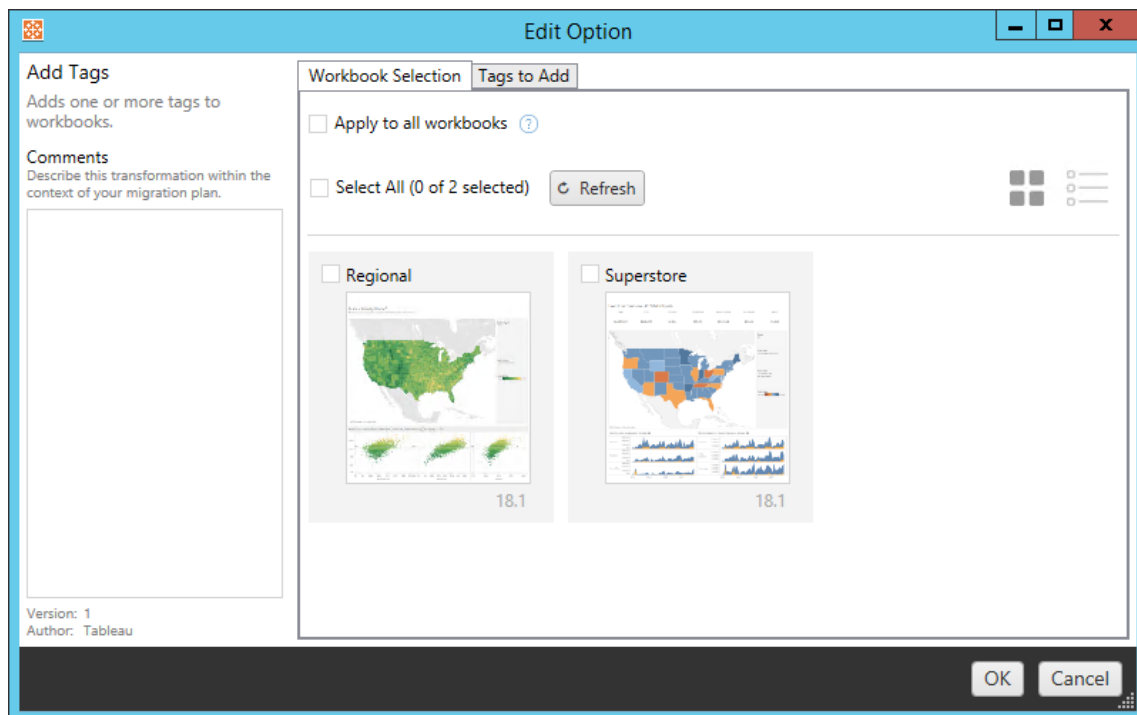 Edit Option
Add Tags
Adds one or more tags to
workbooks.
Comments
Describe this transformation within the
context of your migration plan.
Version: 1
Author: Tableau
Workbook Selection
Tags to Add
Apply to all workbooks ?
Select All (0 of 2 selected)
Refresh
Regional
18.1
Superstore
18.1
OK
Cancel